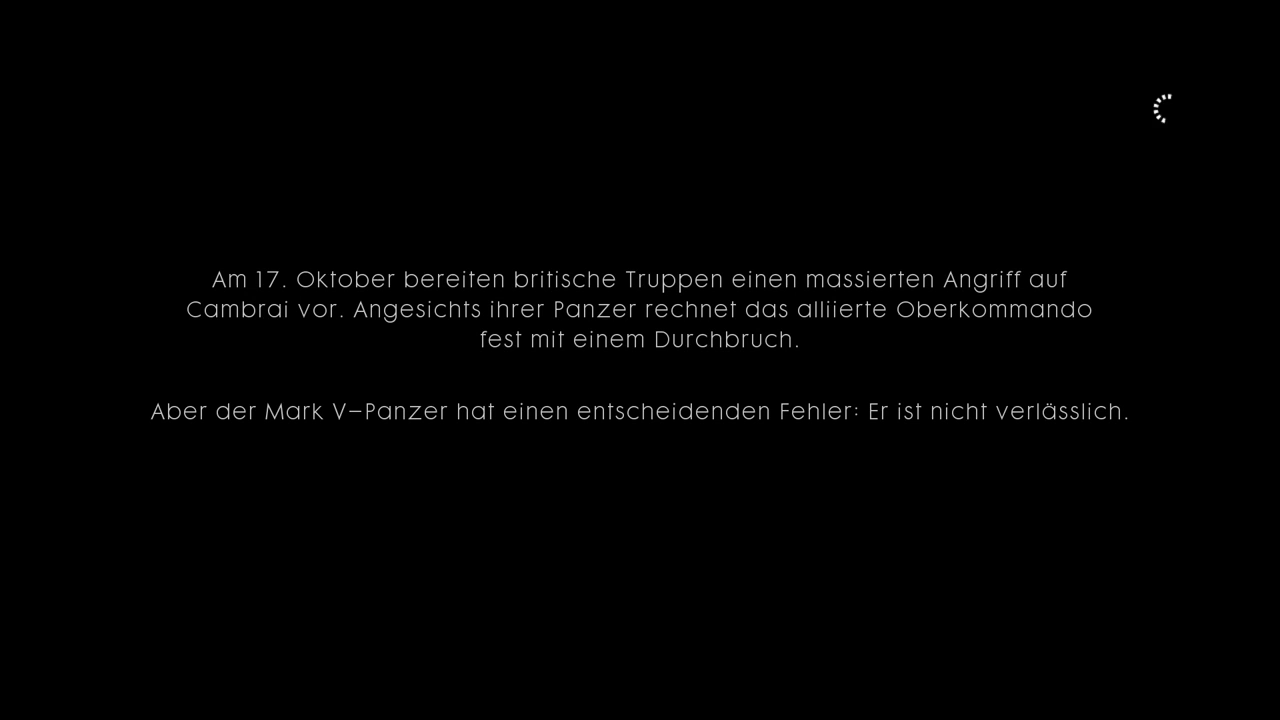 Am 17. Oktober bereiten britische Truppen einen massierten Angriff auf
Cambrai vor. Angesichts ihrer Panzer rechnet das alliierte Oberkommando
fest mit einem Durchbruch.
Aber der Mark V–Panzer hat einen entscheidenden Fehler: Er ist nicht verlässlich.